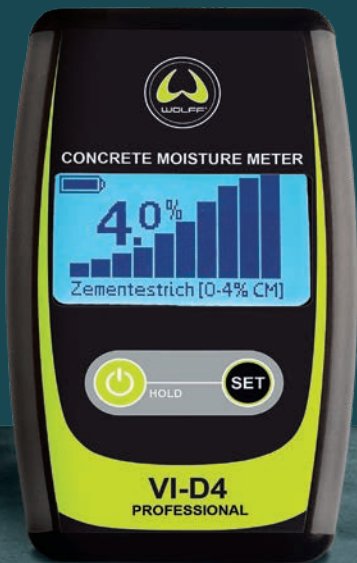 WOLFF
CONCRETE MOISTURE METER
4.0%
Zementestrich [0-4% CM]
HOLD
SET
VI-D4
PROFESSIONAL